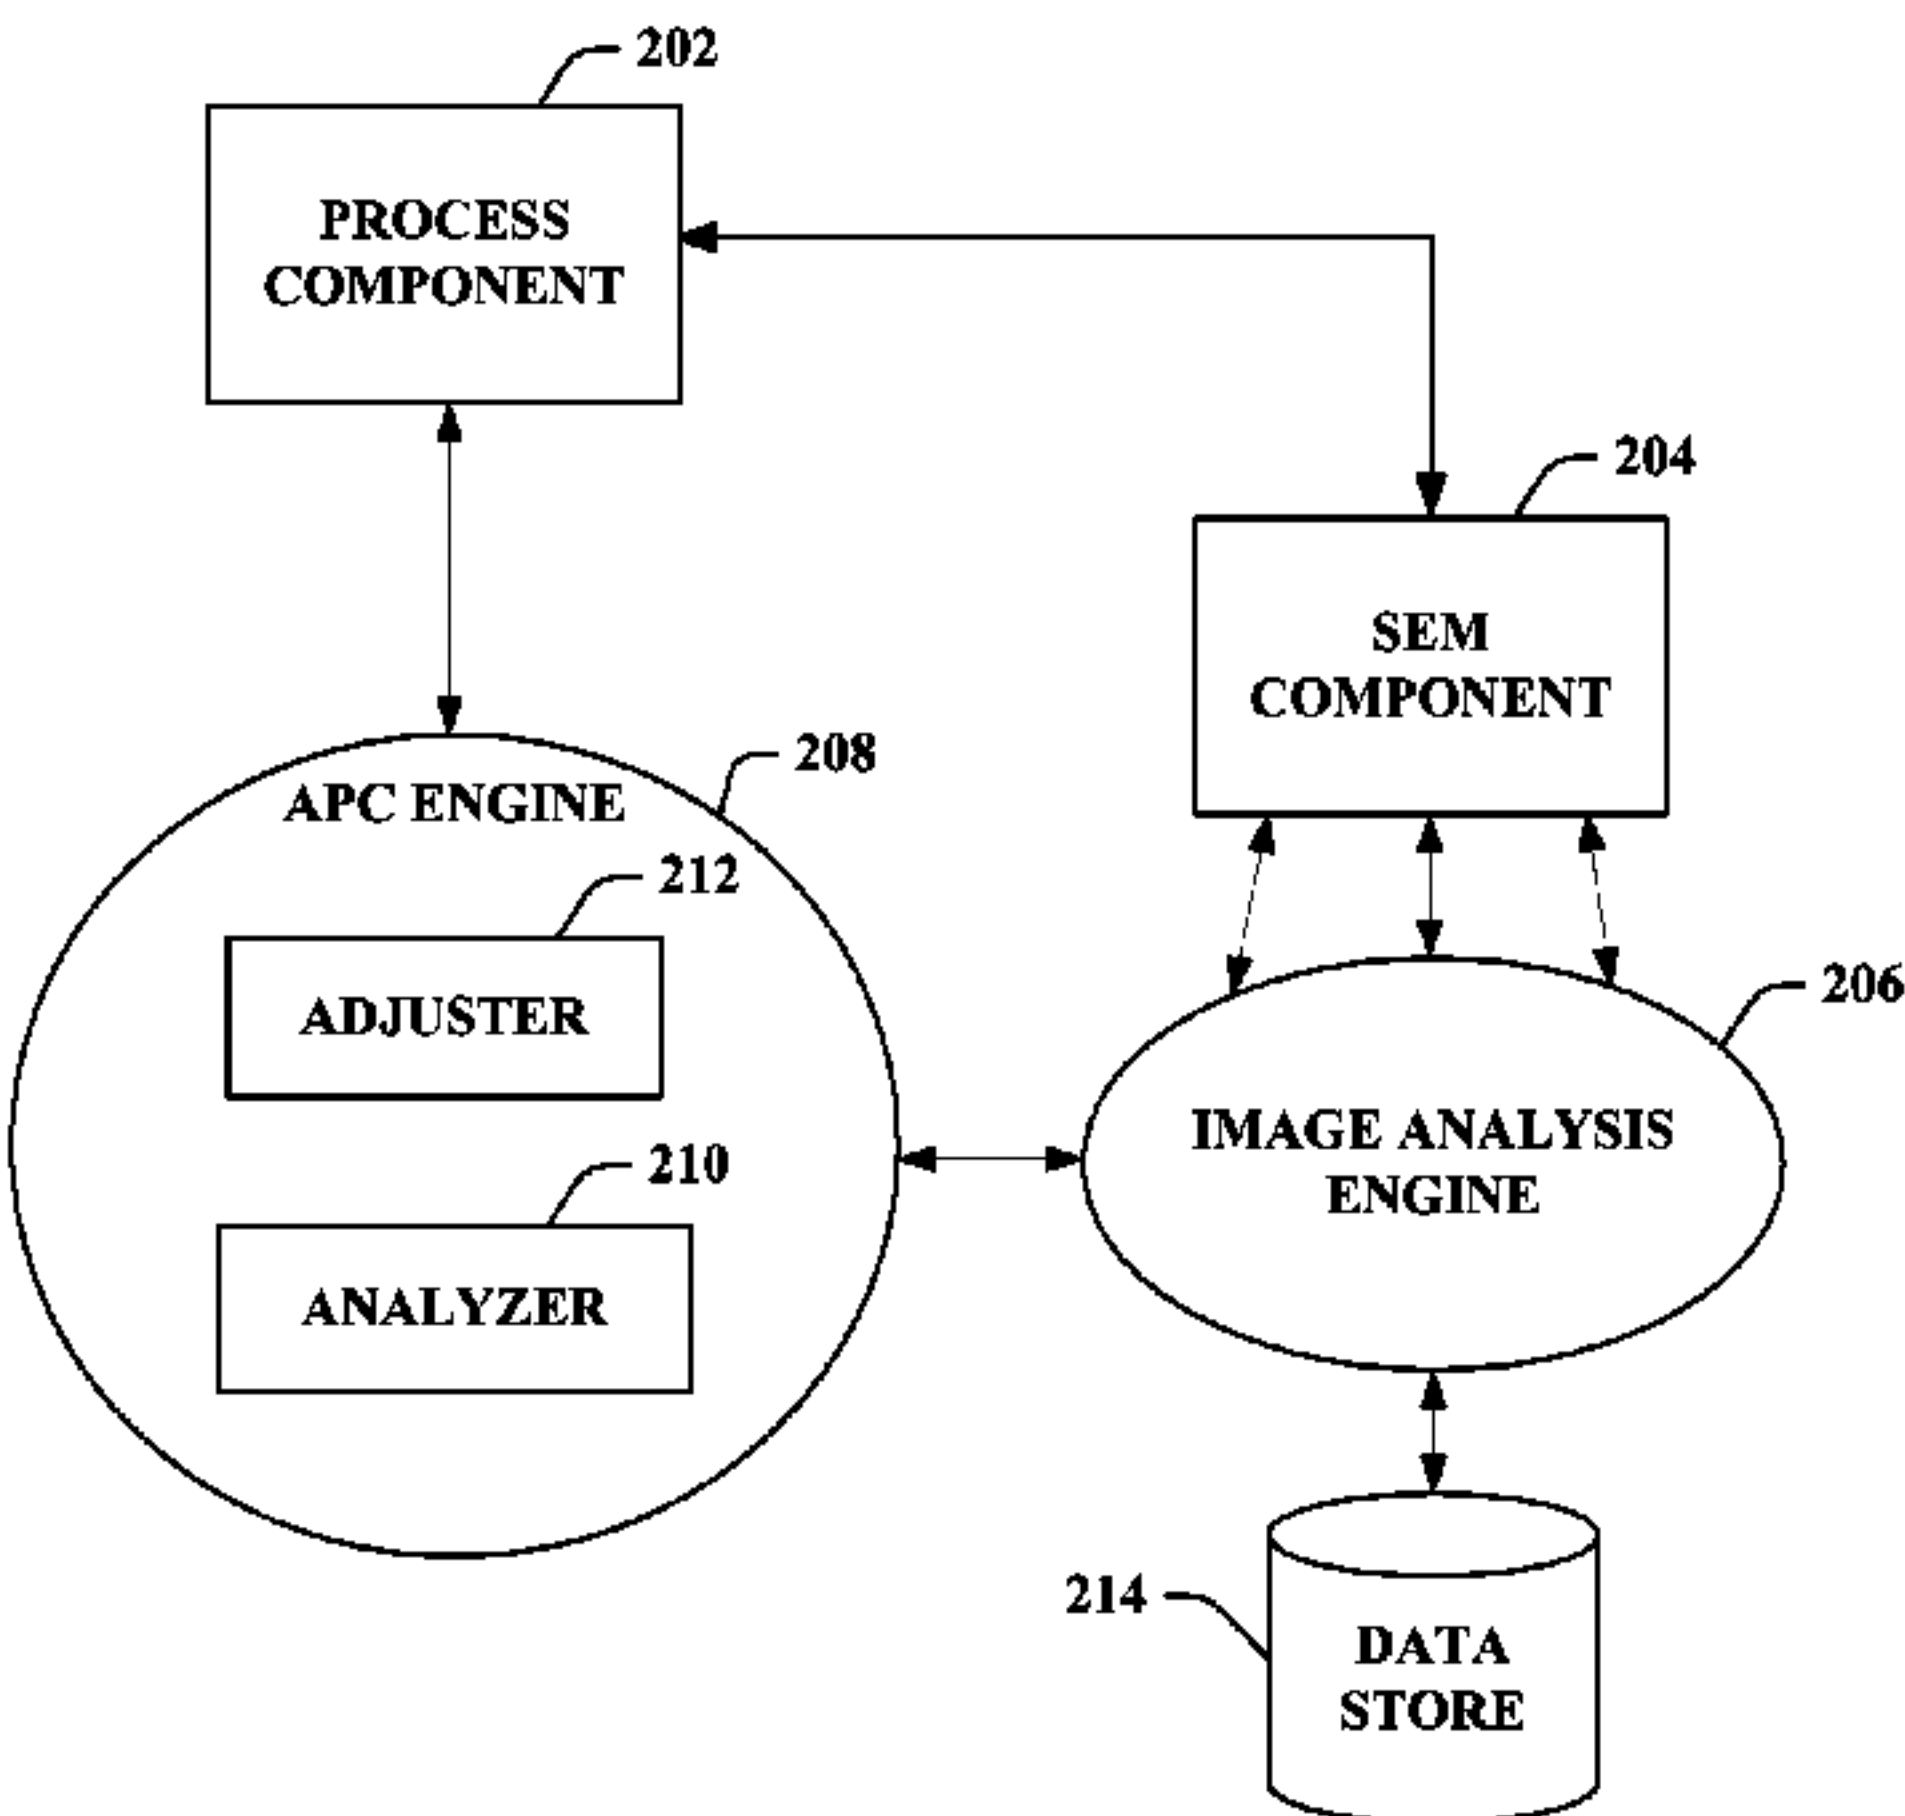 202
PROCESS
COMPONENT
204
SEM
COMPONENT
208
APC ENGINE
212
ADJUSTER
210
ANALYZER
206
IMAGE ANALYSIS
ENGINE
214
DATA
STORE